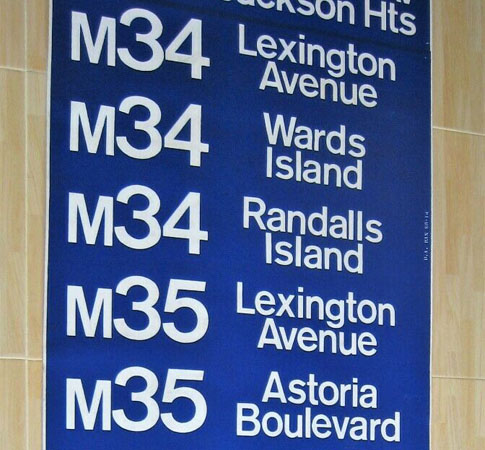 Jackson Hts
M34 Lexington
Avenue
M34 Wards
Island
M34 Randalls
Island
M35 Lexington
Avenue
M35 Astoria
Boulevard